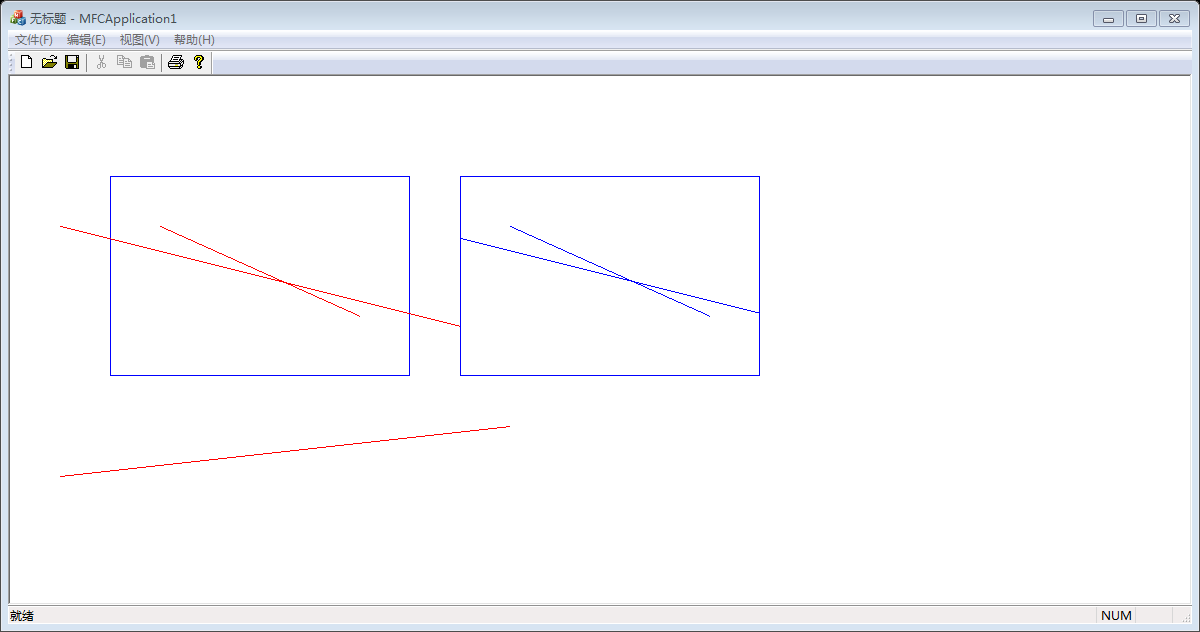 无标题 - MFCApplication1
文件(F) 编辑(E) 视图(V) 帮助(H)
就绪 NUM